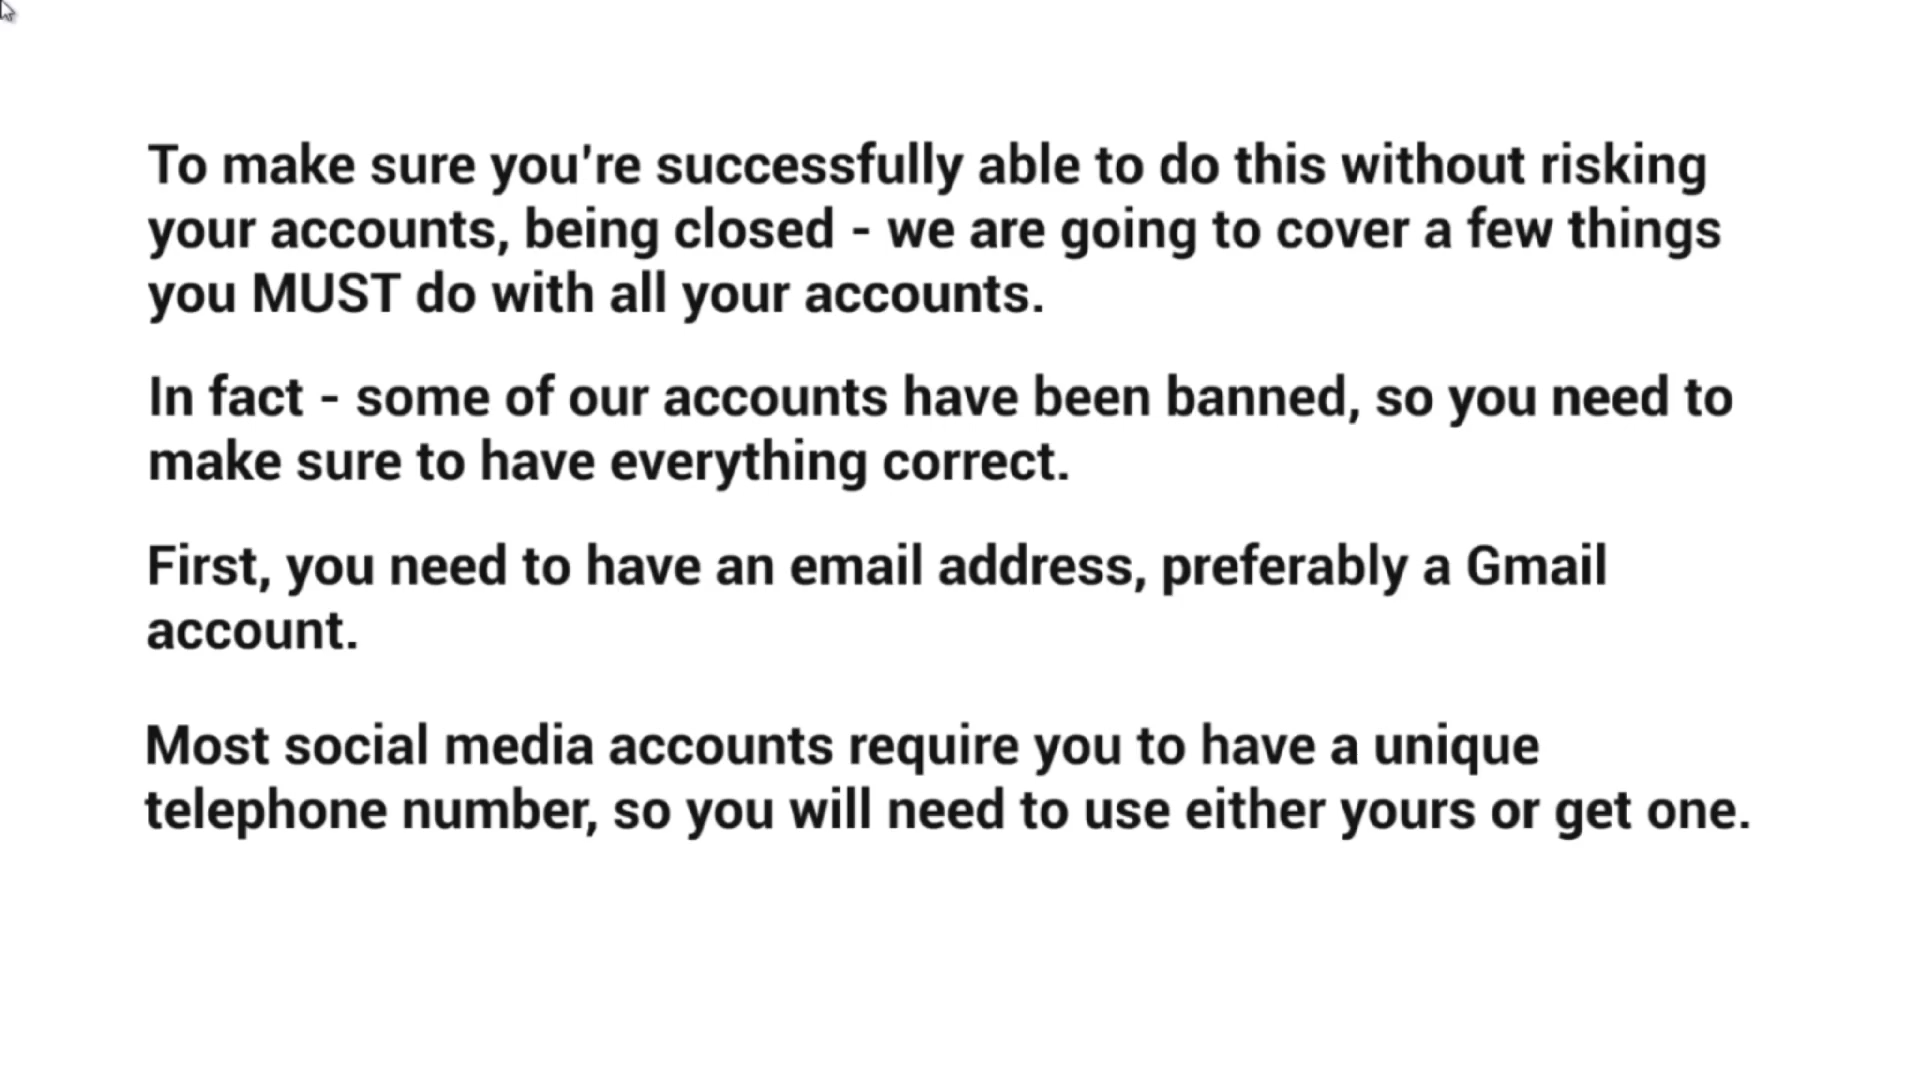 To make sure you're successfully able to do this without risking
your accounts, being closed - we are going to cover a few things
you MUST do with all your accounts.
In fact - some of our accounts have been banned, so you need to
make sure to have everything correct.
First, you need to have an email address, preferably a Gmail
account.
Most social media accounts require you to have a unique
telephone number, so you will need to use either yours or get one.